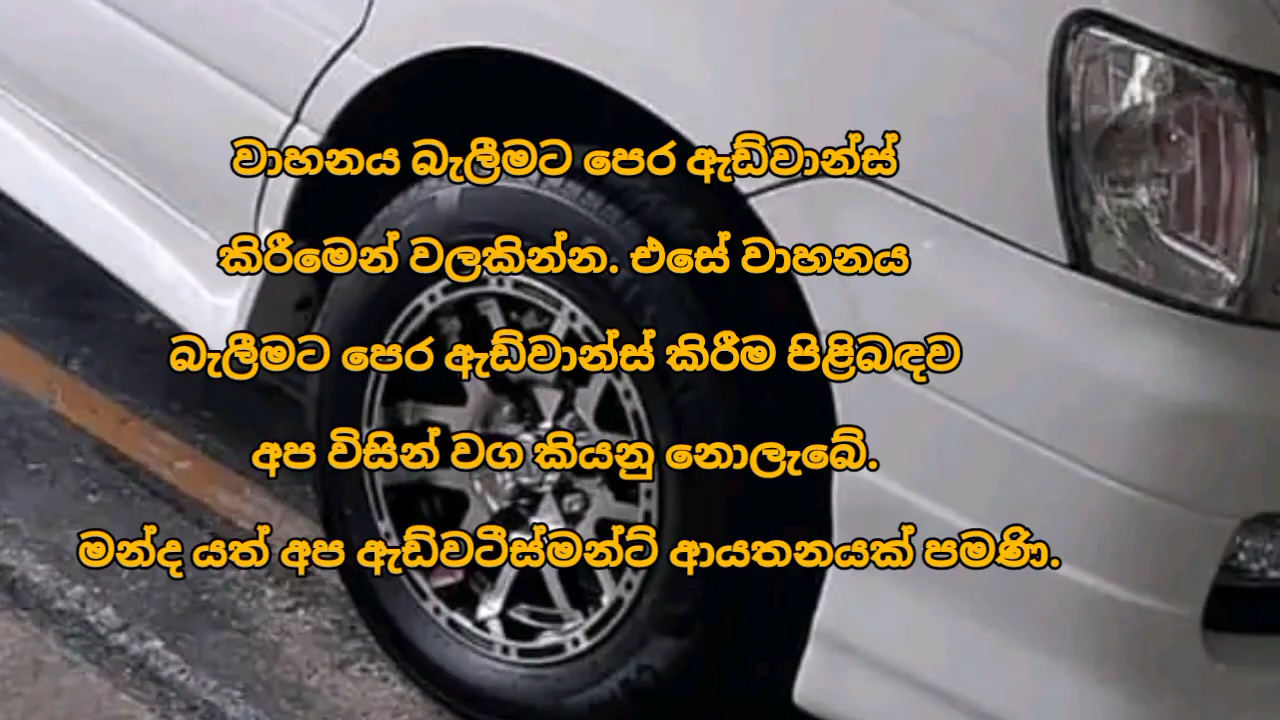 වාහනය බැලීමට පෙර ඇඩ්වාන්ස්
කිරීමෙන් වලකින්න. එසේ වාහනය
බැලීමට පෙර ඇඩ්වාන්ස් කිරීම පිළිබඳව
අප විසින් වග කියනු නොලැබේ.
මන්ද යත් අප ඇඩ්වටීස්මන්ට් ආයතනයක් පමණි.